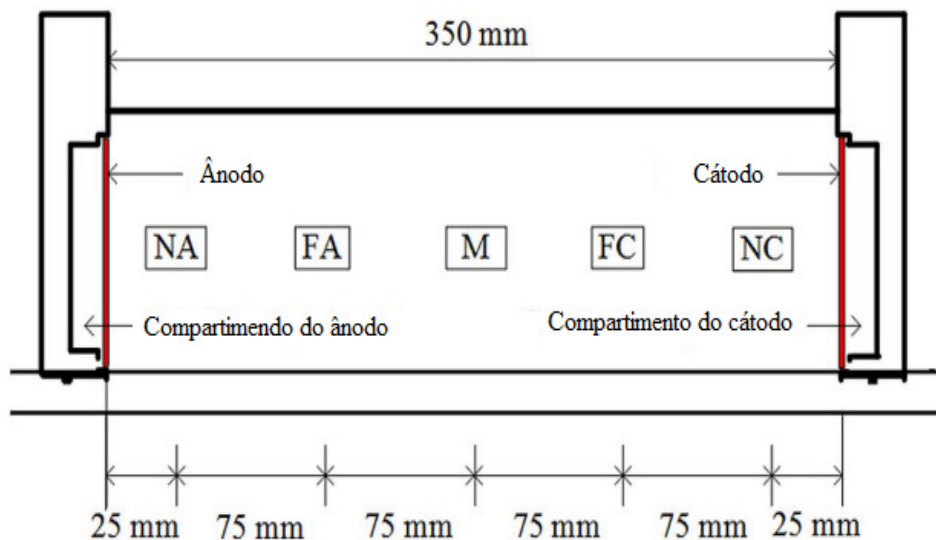 350 mm
Ânodo
Cátodo
NA FA M FC NC
Compartimendo do ânodo
Compartimento do cátodo
25 mm 75 mm 75 mm 75 mm 75 mm 25 mm